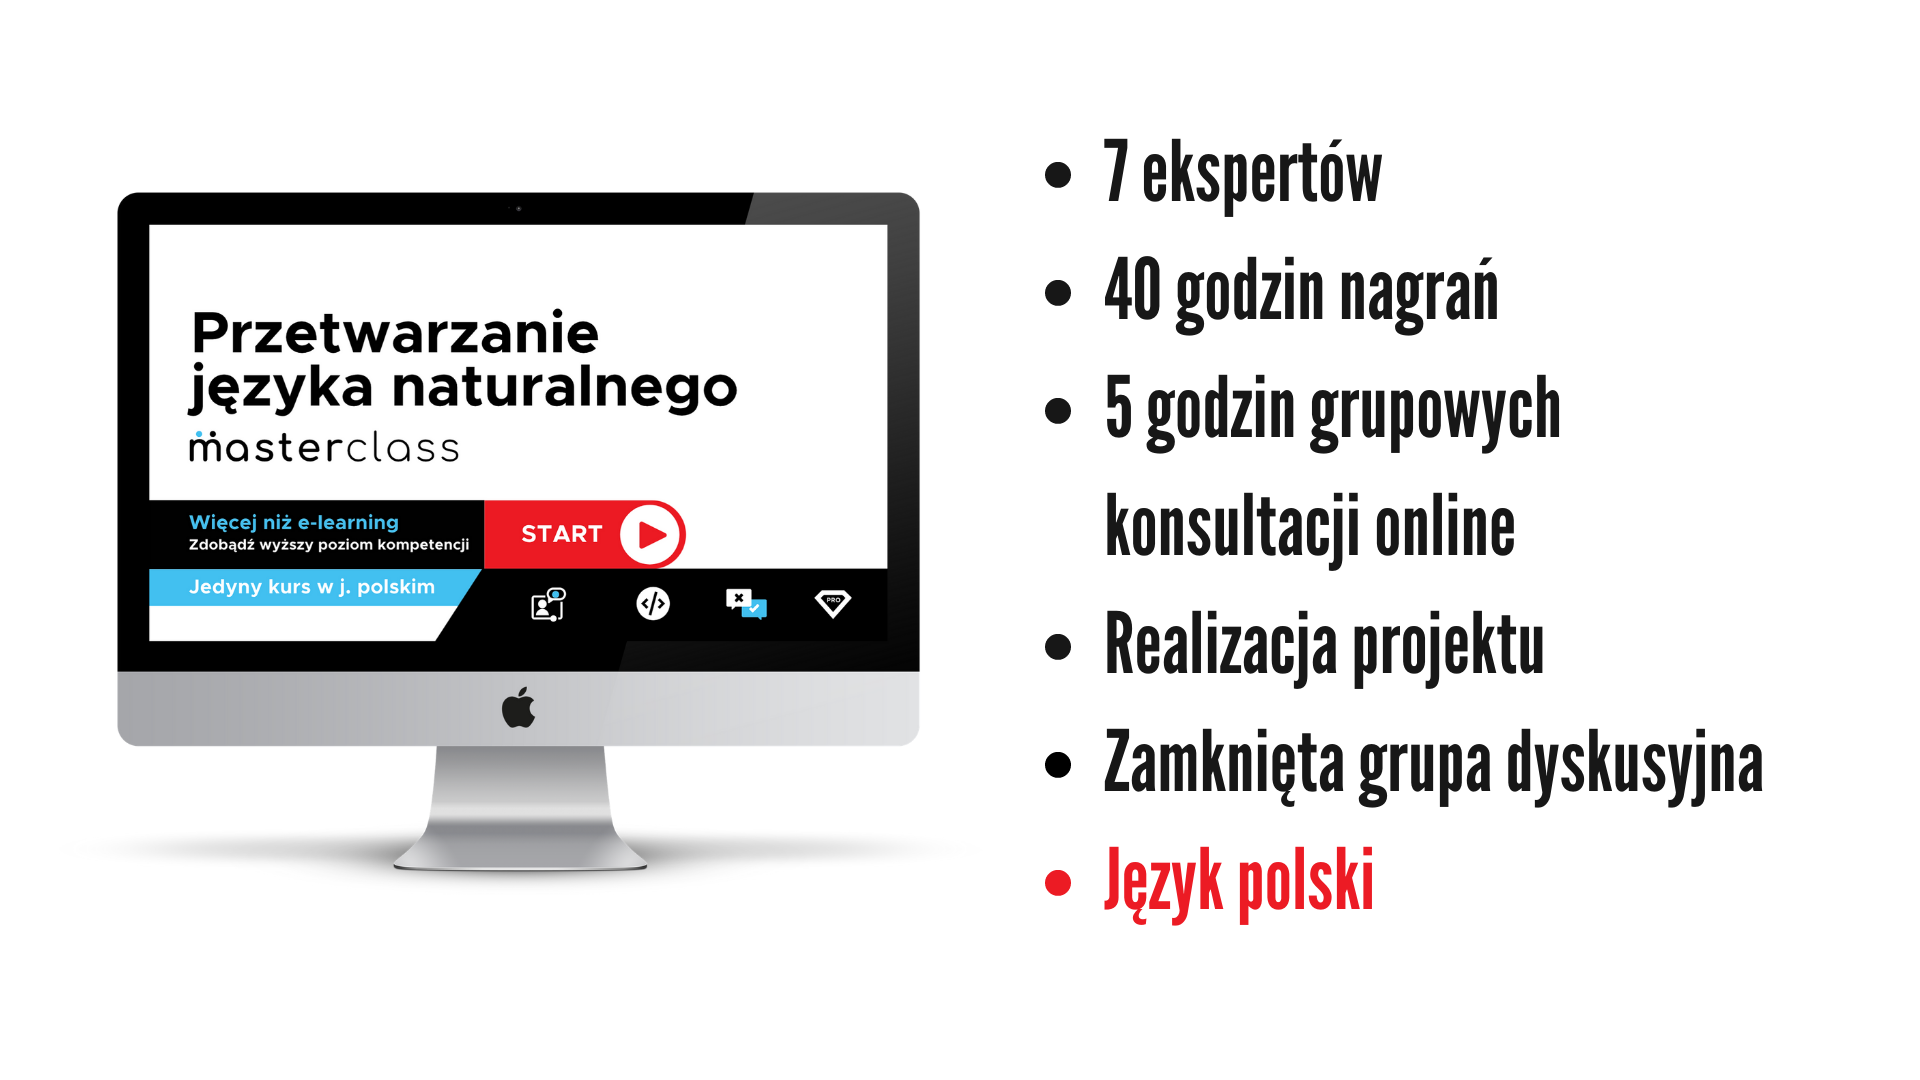 Przetwarzanie
języka naturalnego
masterclass
Więcej niż e-learning
Zdobądź wyższy poziom kompetencji
START
Jedyny kurs w j. polskim
PRO
• 7 ekspertów
• 40 godzin nagrań
• 5 godzin grupowych
konsultacji online
• Realizacja projektu
• Zamknięta grupa dyskusyjna
• Język polski